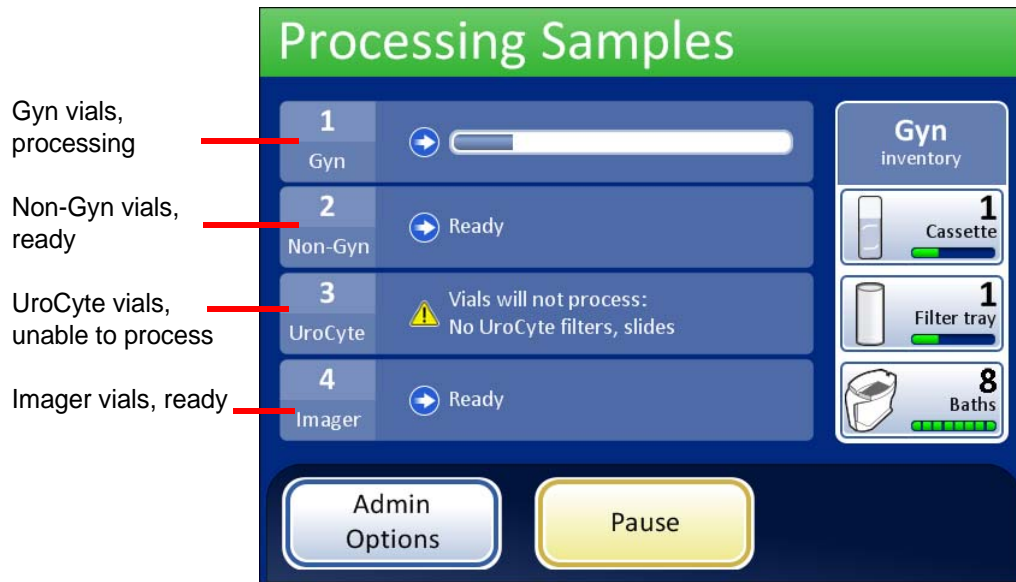 Processing Samples
Gyn vials,
processing
1
Gyn
Non-Gyn vials,
ready
2
Non-Gyn
Ready
UroCyte vials,
unable to process
3
UroCyte
Vials will not process:
No UroCyte filters, slides
Imager vials, ready
4
Imager
Ready
Gyn
inventory
1
Cassette
1
Filter tray
8
Baths
Admin
Options
Pause